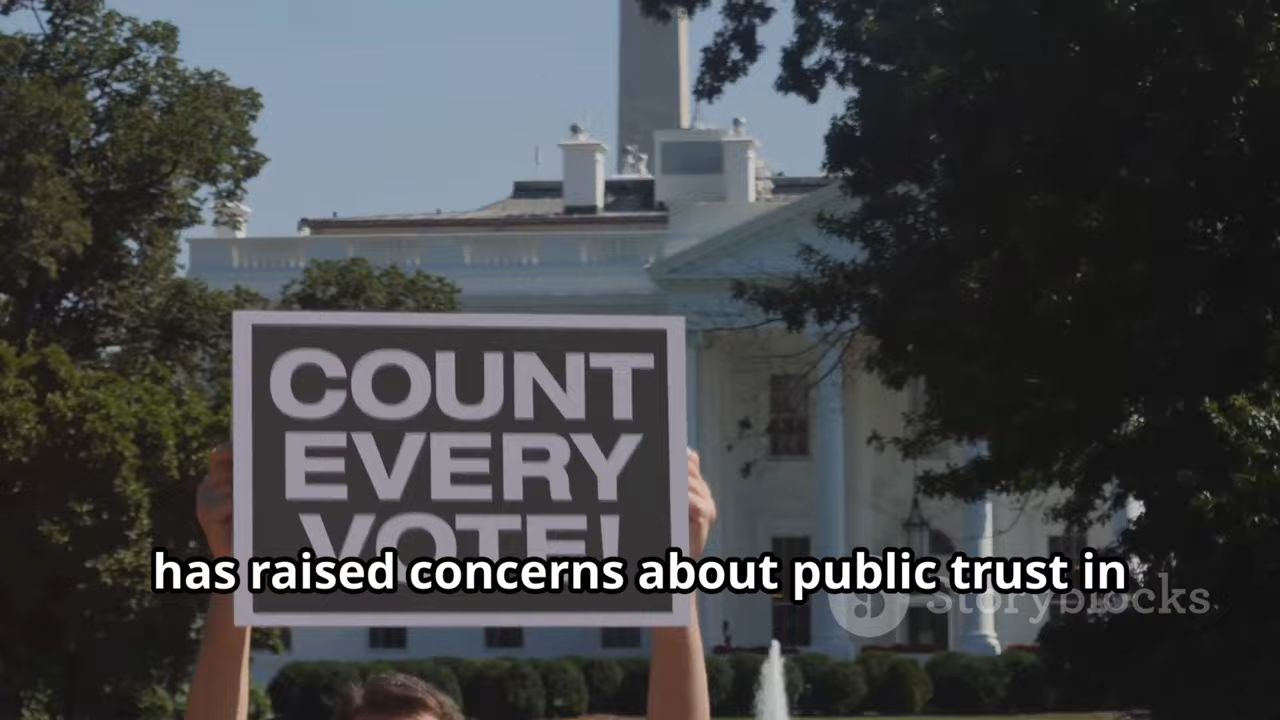 COUNT
EVERY
VOTE!
has raised concerns about public trust in
Storyblocks